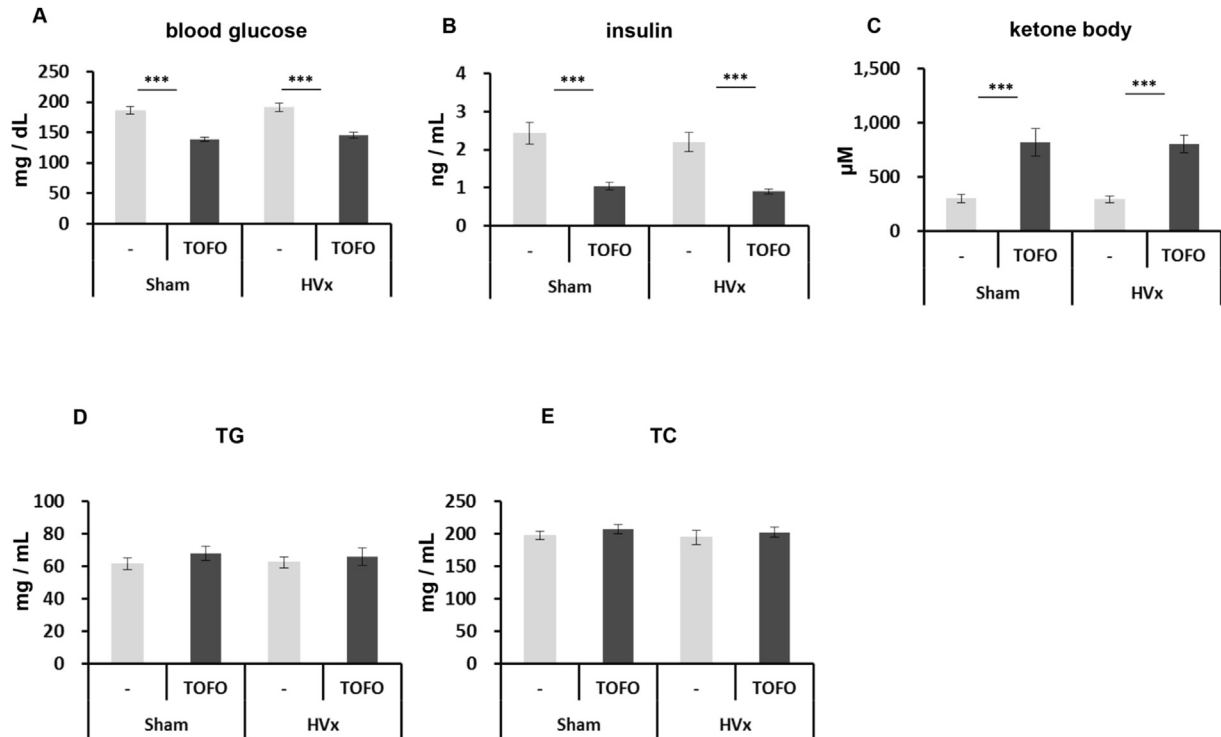 A
blood glucose
mg / dL
250
200
150
100
50
0
*** ***
- TOFO - TOFO
Sham HVx
B
insulin
ng / mL
4
3
2
1
0
*** ***
- TOFO - TOFO
Sham HVx
C
ketone body
µM
1,500
1,000
500
0
*** ***
- TOFO - TOFO
Sham HVx
D
TG
mg / mL
100
80
60
40
20
0
- TOFO - TOFO
Sham HVx
E
TC
mg / mL
250
200
150
100
50
0
- TOFO - TOFO
Sham HVx